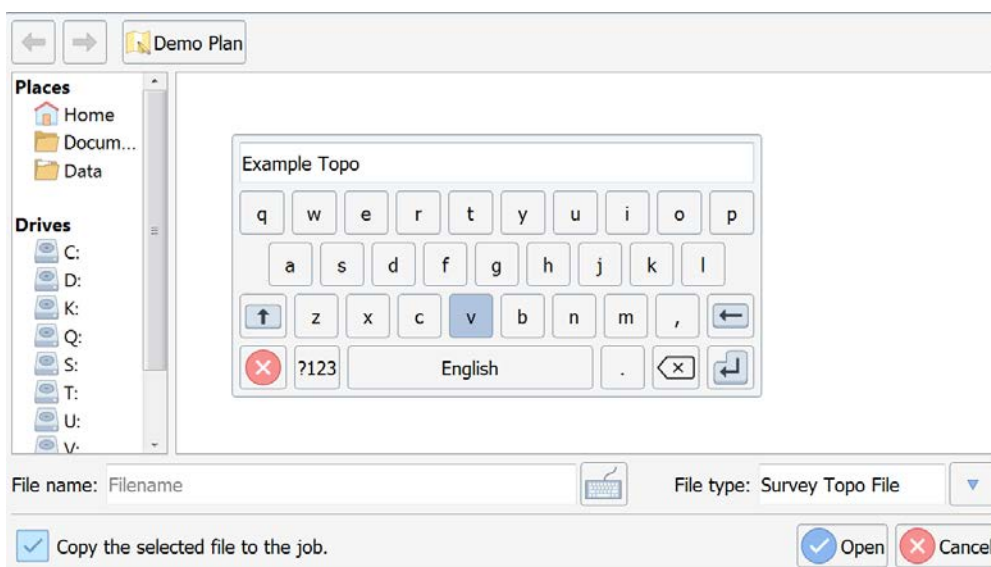 Demo Plan
Places
Home
Docum...
Data
Drives
C:
D:
K:
Q:
S:
T:
U:
V:
Example Topo
q w e r t y u i o p
a s d f g h j k l
z x c v b n m ,
?123 English .
File name: Filename File type: Survey Topo File
Copy the selected file to the job. Open Cancel